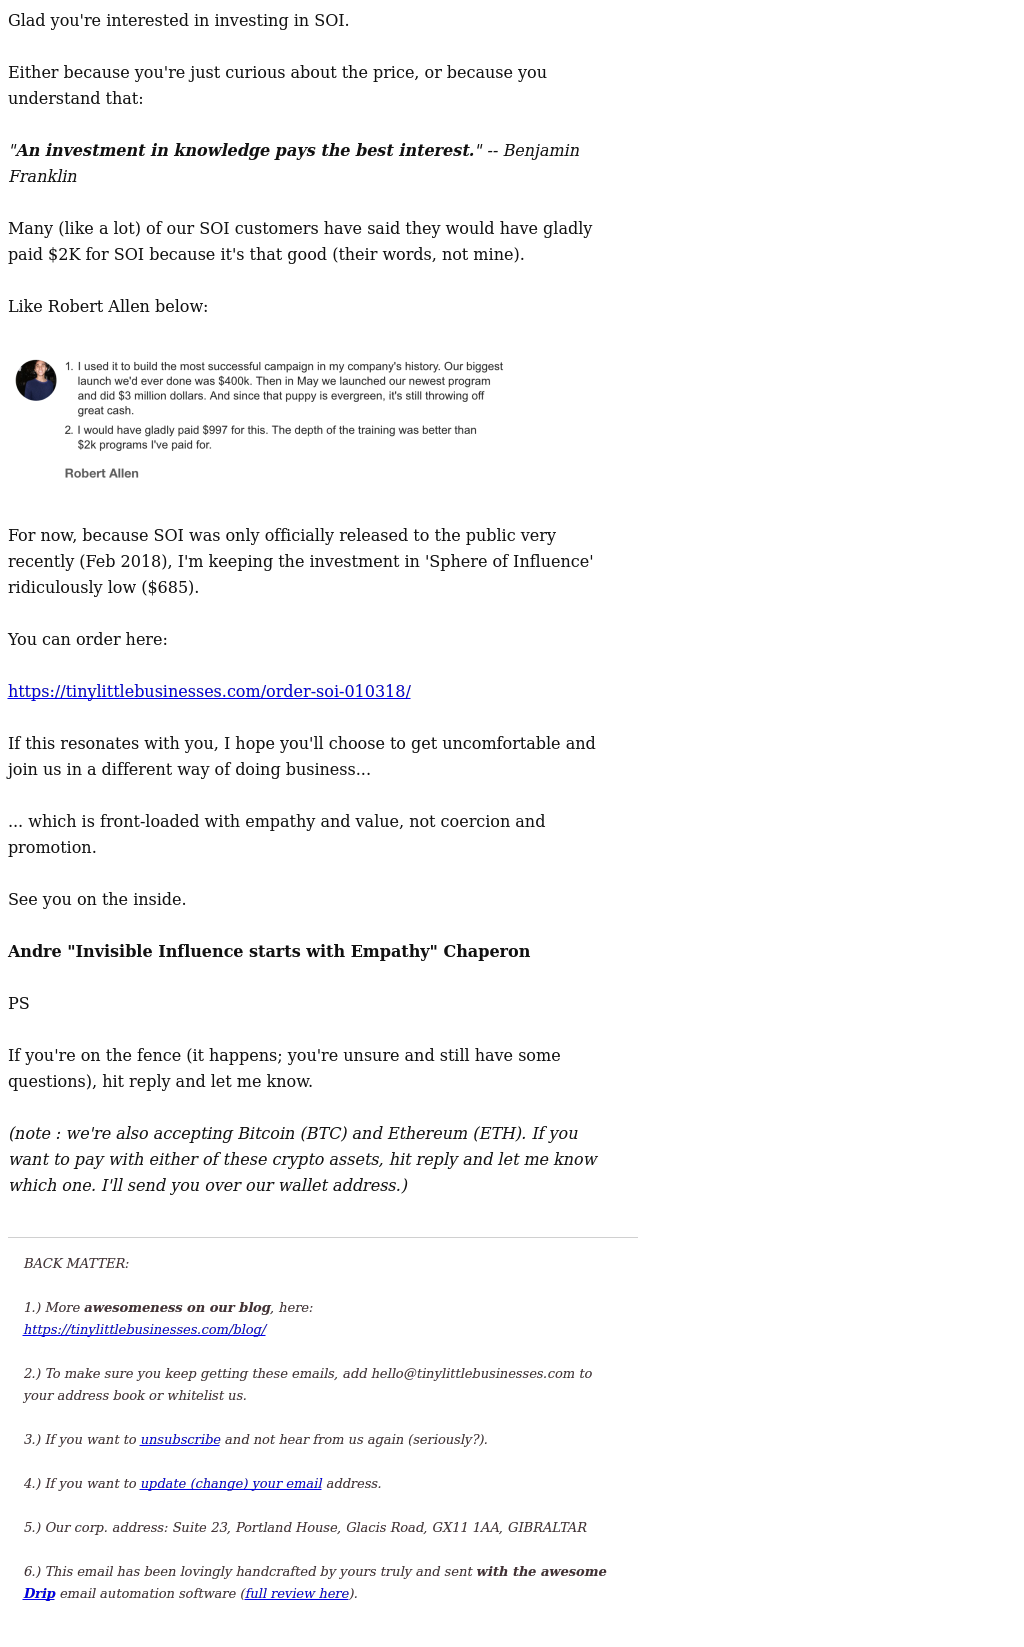 Glad you're interested in investing in SOI.
Either because you're just curious about the price, or because you
understand that:
"An investment in knowledge pays the best interest." -- Benjamin
Franklin
Many (like a lot) of our SOI customers have said they would have gladly
paid $2K for SOI because it's that good (their words, not mine).
Like Robert Allen below:
1. I used it to build the most successful campaign in my company's history. Our biggest
launch we'd ever done was $400k. Then in May we launched our newest program
and did $3 million dollars. And since that puppy is evergreen, it's still throwing off
great cash.
2. I would have gladly paid $997 for this. The depth of the training was better than
$2k programs I've paid for.
Robert Allen
For now, because SOI was only officially released to the public very
recently (Feb 2018), I'm keeping the investment in 'Sphere of Influence'
ridiculously low ($685).
You can order here:
https://tinylittlebusinesses.com/order-soi-010318/
If this resonates with you, I hope you'll choose to get uncomfortable and
join us in a different way of doing business...
... which is front-loaded with empathy and value, not coercion and
promotion.
See you on the inside.
Andre "Invisible Influence starts with Empathy" Chaperon
PS
If you're on the fence (it happens; you're unsure and still have some
questions), hit reply and let me know.
(note : we're also accepting Bitcoin (BTC) and Ethereum (ETH). If you
want to pay with either of these crypto assets, hit reply and let me know
which one. I'll send you over our wallet address.)
BACK MATTER:
1.) More awesomeness on our blog, here:
https://tinylittlebusinesses.com/blog/
2.) To make sure you keep getting these emails, add hello@tinylittlebusinesses.com to
your address book or whitelist us.
3.) If you want to unsubscribe and not hear from us again (seriously?).
4.) If you want to update (change) your email address.
5.) Our corp. address: Suite 23, Portland House, Glacis Road, GX11 1AA, GIBRALTAR
6.) This email has been lovingly handcrafted by yours truly and sent with the awesome
Drip email automation software (full review here).